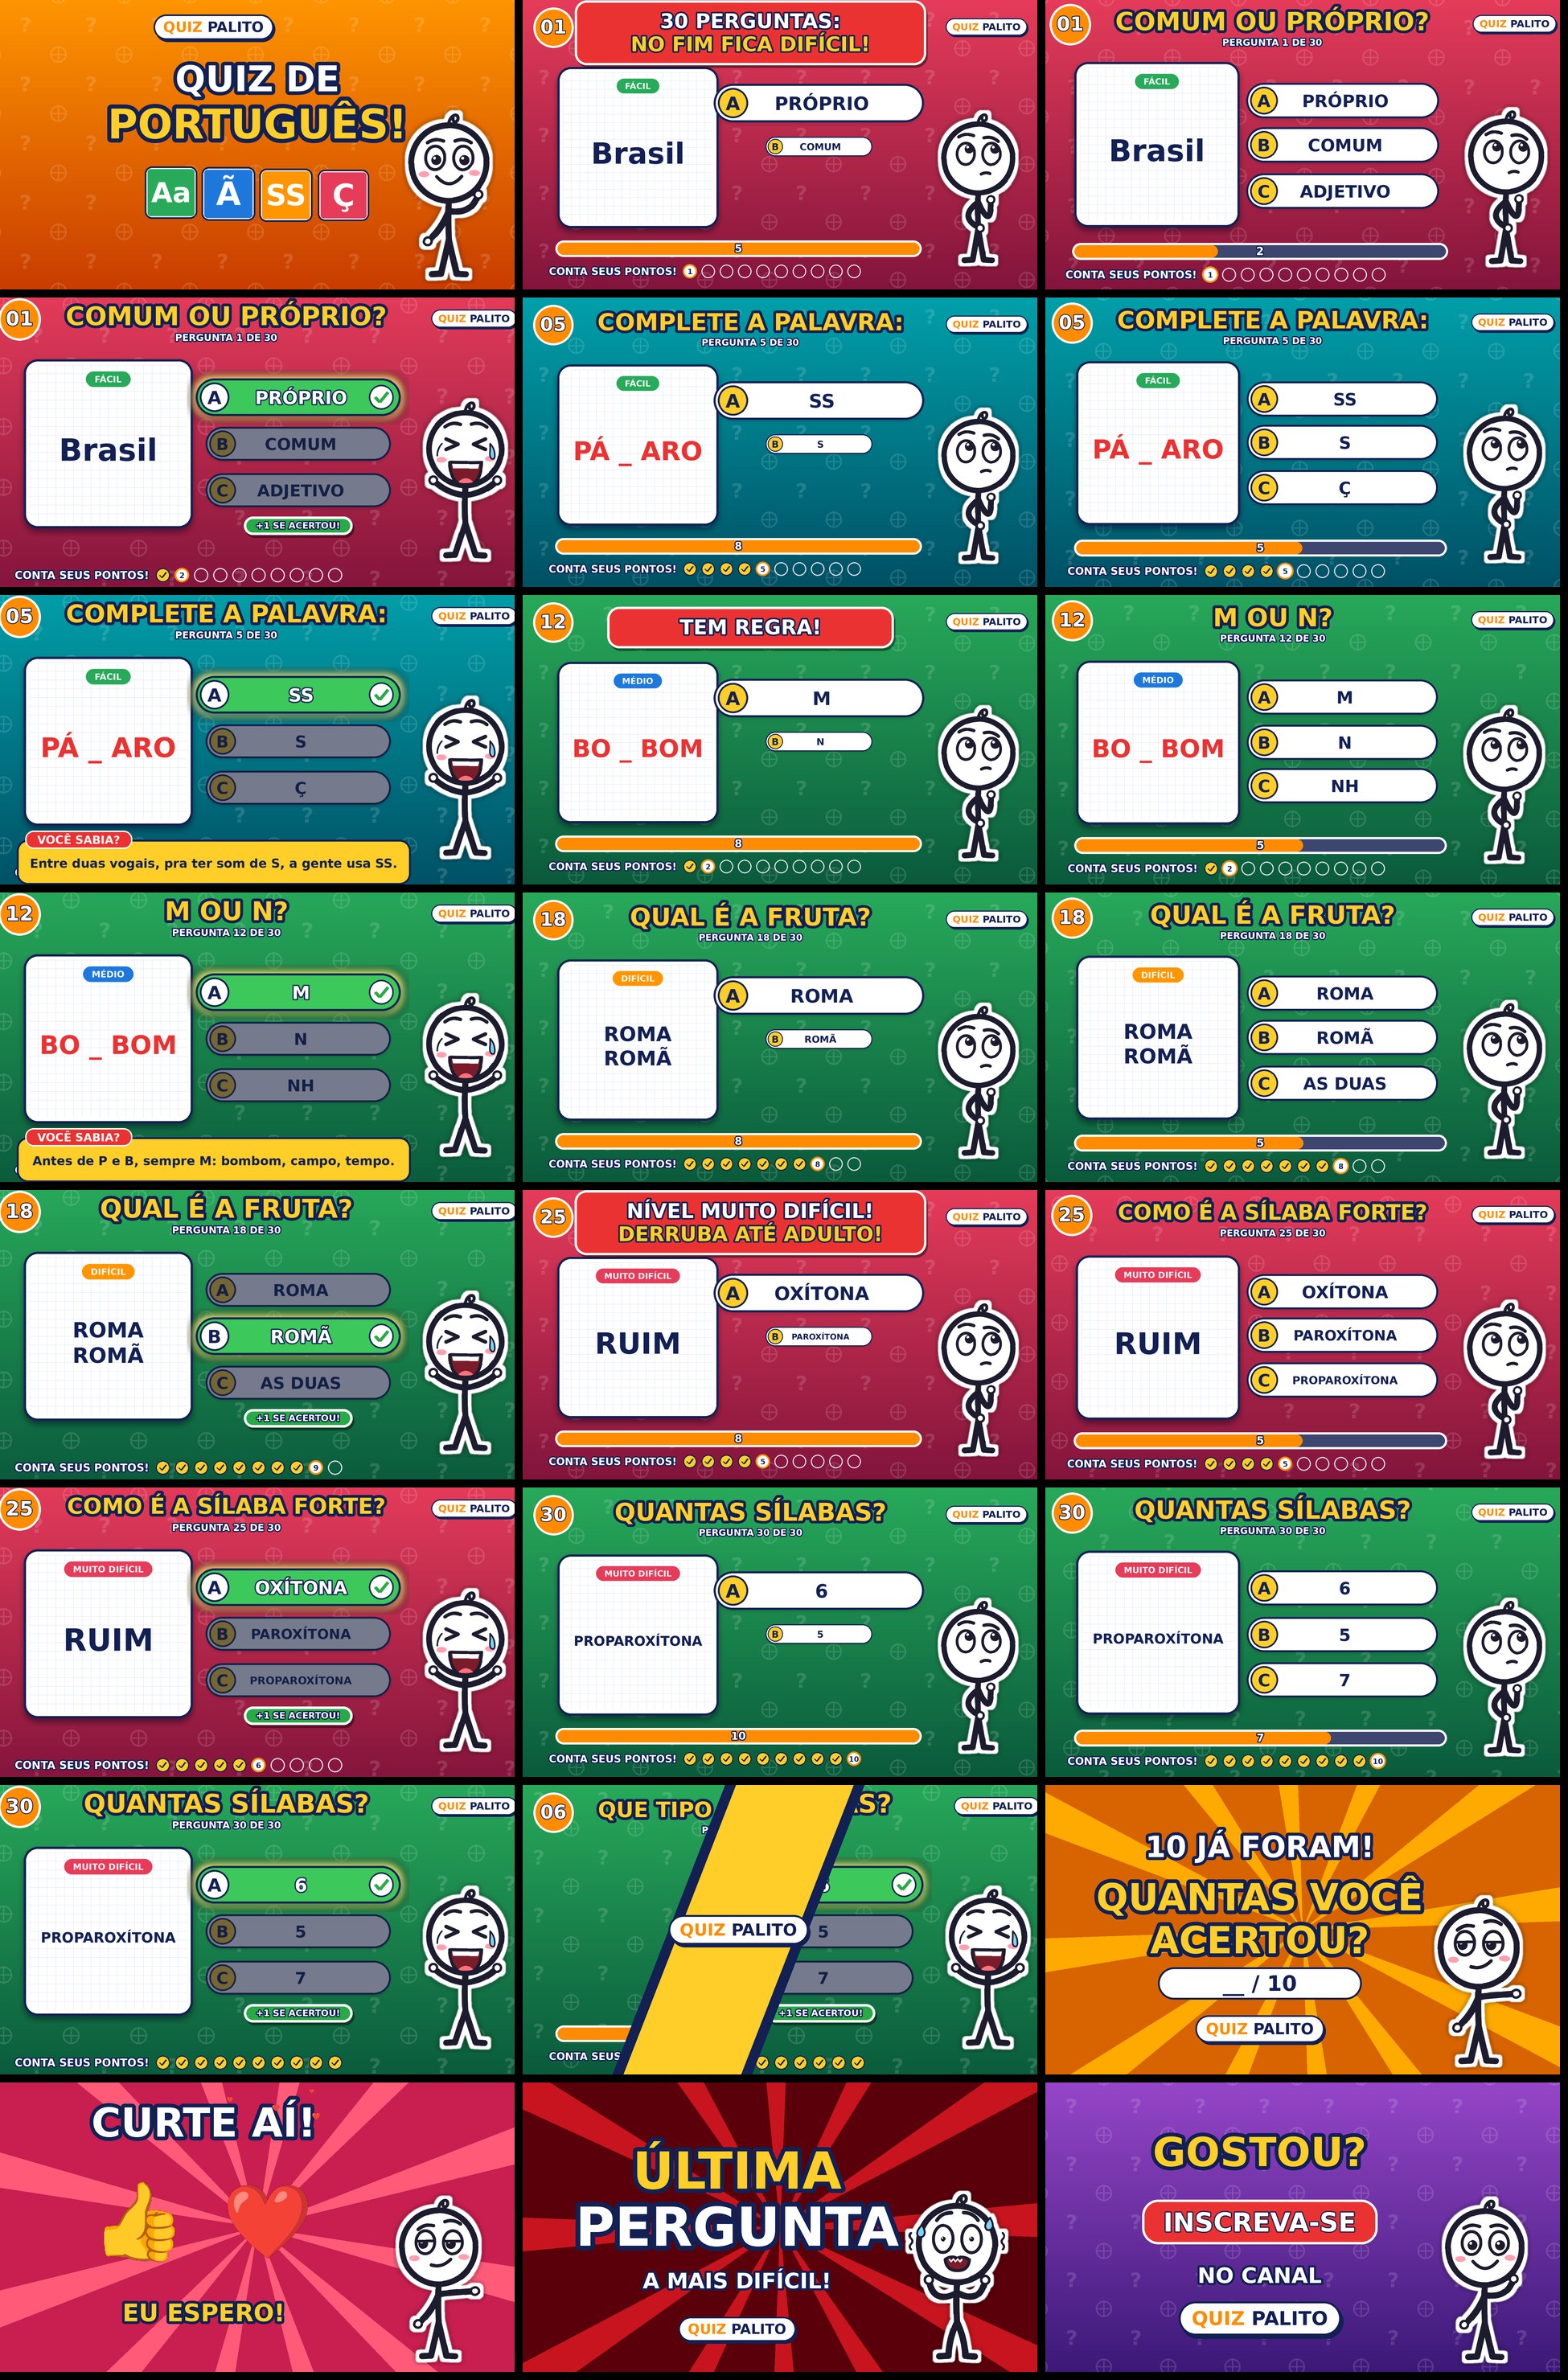 QUIZ PALITO
QUIZ DE
PORTUGUÊS!
Aa Ã SS Ç
01
30 PERGUNTAS:
NO FIM FICA DIFÍCIL!
QUIZ PALITO
FÁCIL
Brasil
A PRÓPRIO
B COMUM
5
CONTA SEUS PONTOS! 1
01
COMUM OU PRÓPRIO?
QUIZ PALITO
PERGUNTA 1 DE 30
FÁCIL
Brasil
A PRÓPRIO
B COMUM
C ADJETIVO
2
CONTA SEUS PONTOS! 1
01
COMUM OU PRÓPRIO?
QUIZ PALITO
PERGUNTA 1 DE 30
FÁCIL
Brasil
A PRÓPRIO
B COMUM
C ADJETIVO
+1 SE ACERTOU!
CONTA SEUS PONTOS! 2
05
COMPLETE A PALAVRA:
QUIZ PALITO
PERGUNTA 5 DE 30
FÁCIL
PÁ _ ARO
A SS
B S
8
CONTA SEUS PONTOS! 5
05
COMPLETE A PALAVRA:
QUIZ PALITO
PERGUNTA 5 DE 30
FÁCIL
PÁ _ ARO
A SS
B S
C Ç
5
CONTA SEUS PONTOS! 5
05
COMPLETE A PALAVRA:
QUIZ PALITO
PERGUNTA 5 DE 30
FÁCIL
PÁ _ ARO
A SS
B S
C Ç
VOCÊ SABIA?
Entre duas vogais, pra ter som de S, a gente usa SS.
12
TEM REGRA!
QUIZ PALITO
MÉDIO
BO _ BOM
A M
B N
8
CONTA SEUS PONTOS! 2
12
M OU N?
QUIZ PALITO
PERGUNTA 12 DE 30
MÉDIO
BO _ BOM
A M
B N
C NH
5
CONTA SEUS PONTOS! 2
12
M OU N?
QUIZ PALITO
PERGUNTA 12 DE 30
MÉDIO
BO _ BOM
A M
B N
C NH
VOCÊ SABIA?
Antes de P e B, sempre M: bombom, campo, tempo.
18
QUAL É A FRUTA?
QUIZ PALITO
PERGUNTA 18 DE 30
DIFÍCIL
ROMA
ROMÃ
A ROMA
B ROMÃ
8
CONTA SEUS PONTOS! 8
18
QUAL É A FRUTA?
QUIZ PALITO
PERGUNTA 18 DE 30
DIFÍCIL
ROMA
ROMÃ
A ROMA
B ROMÃ
C AS DUAS
5
CONTA SEUS PONTOS! 8
18
QUAL É A FRUTA?
QUIZ PALITO
PERGUNTA 18 DE 30
DIFÍCIL
ROMA
ROMÃ
A ROMA
B ROMÃ
C AS DUAS
+1 SE ACERTOU!
CONTA SEUS PONTOS! 9
25
NÍVEL MUITO DIFÍCIL!
DERRUBA ATÉ ADULTO!
QUIZ PALITO
MUITO DIFÍCIL
RUIM
A OXÍTONA
B PAROXÍTONA
8
CONTA SEUS PONTOS! 5
25
COMO É A SÍLABA FORTE?
QUIZ PALITO
PERGUNTA 25 DE 30
MUITO DIFÍCIL
RUIM
A OXÍTONA
B PAROXÍTONA
C PROPAROXÍTONA
5
CONTA SEUS PONTOS! 5
25
COMO É A SÍLABA FORTE?
QUIZ PALITO
PERGUNTA 25 DE 30
MUITO DIFÍCIL
RUIM
A OXÍTONA
B PAROXÍTONA
C PROPAROXÍTONA
+1 SE ACERTOU!
CONTA SEUS PONTOS! 6
30
QUANTAS SÍLABAS?
QUIZ PALITO
PERGUNTA 30 DE 30
MUITO DIFÍCIL
PROPAROXÍTONA
A 6
B 5
10
CONTA SEUS PONTOS! 10
30
QUANTAS SÍLABAS?
QUIZ PALITO
PERGUNTA 30 DE 30
MUITO DIFÍCIL
PROPAROXÍTONA
A 6
B 5
C 7
7
CONTA SEUS PONTOS! 10
30
QUANTAS SÍLABAS?
QUIZ PALITO
PERGUNTA 30 DE 30
MUITO DIFÍCIL
PROPAROXÍTONA
A 6
B 5
C 7
+1 SE ACERTOU!
CONTA SEUS PONTOS!
06
QUE TIPO
AS?
QUIZ PALITO
QUIZ PALITO
5
7
+1 SE ACERTOU!
CONTA SEUS
10 JÁ FORAM!
QUANTAS VOCÊ
ACERTOU?
__ / 10
QUIZ PALITO
CURTE AÍ!
EU ESPERO!
ÚLTIMA
PERGUNTA
A MAIS DIFÍCIL!
QUIZ PALITO
GOSTOU?
INSCREVA-SE
NO CANAL
QUIZ PALITO